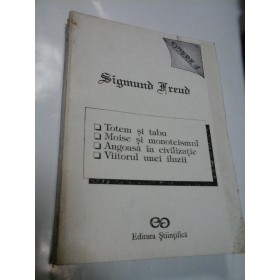 OPERE 4
Sigmund Freud
❑ Totem și tabu
❑ Moise și monoteismul
❑ Angoasă în civilizație
❑ Viitorul unei iluzii
Editura Științifică